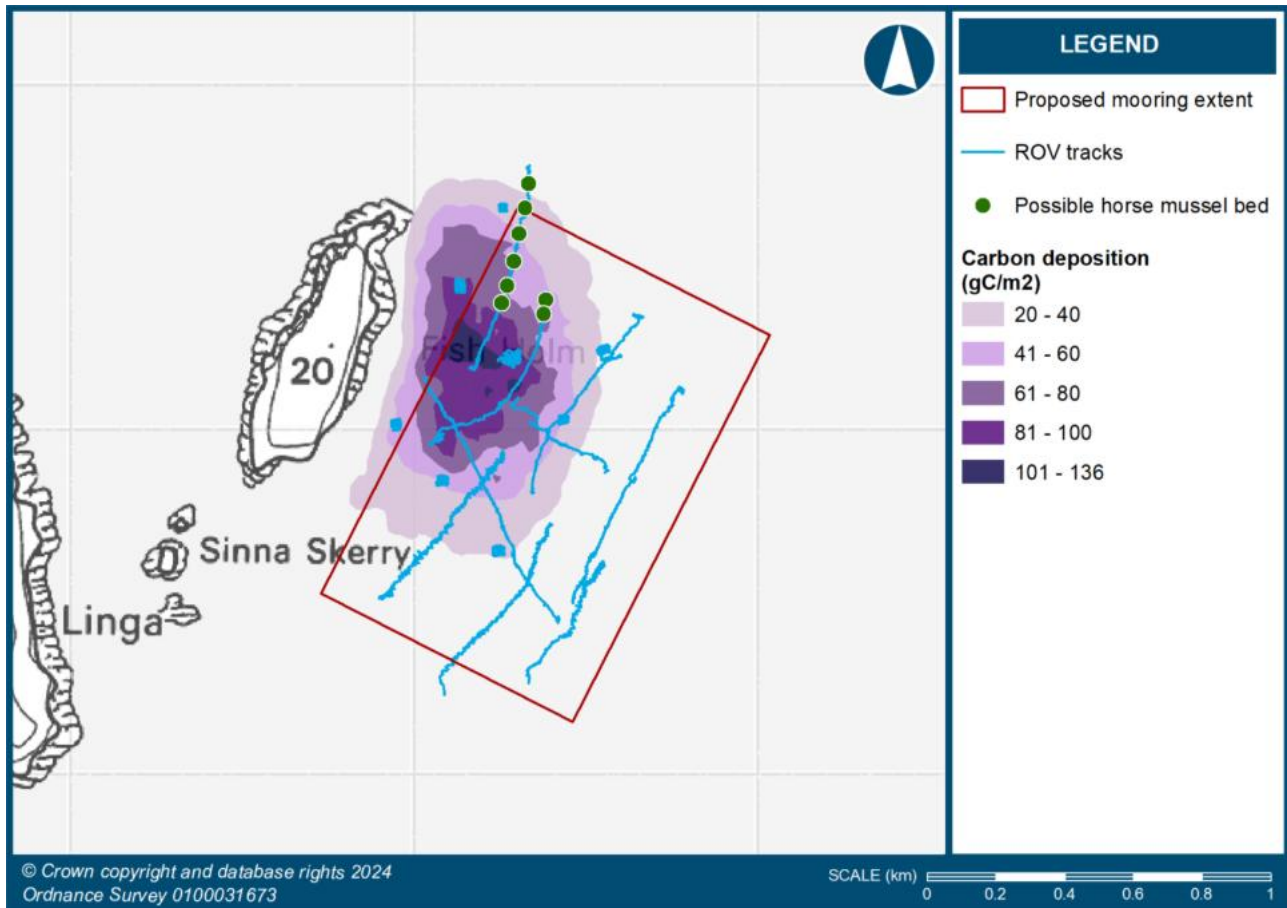 20
Fish Holm
Sinna Skerry
Linga
LEGEND
Proposed mooring extent
ROV tracks
Possible horse mussel bed
Carbon deposition
(gC/m2)
20 - 40
41 - 60
61 - 80
81 - 100
101 - 136
© Crown copyright and database rights 2024
Ordnance Survey 0100031673
SCALE (km)
0 0.2 0.4 0.6 0.8 1